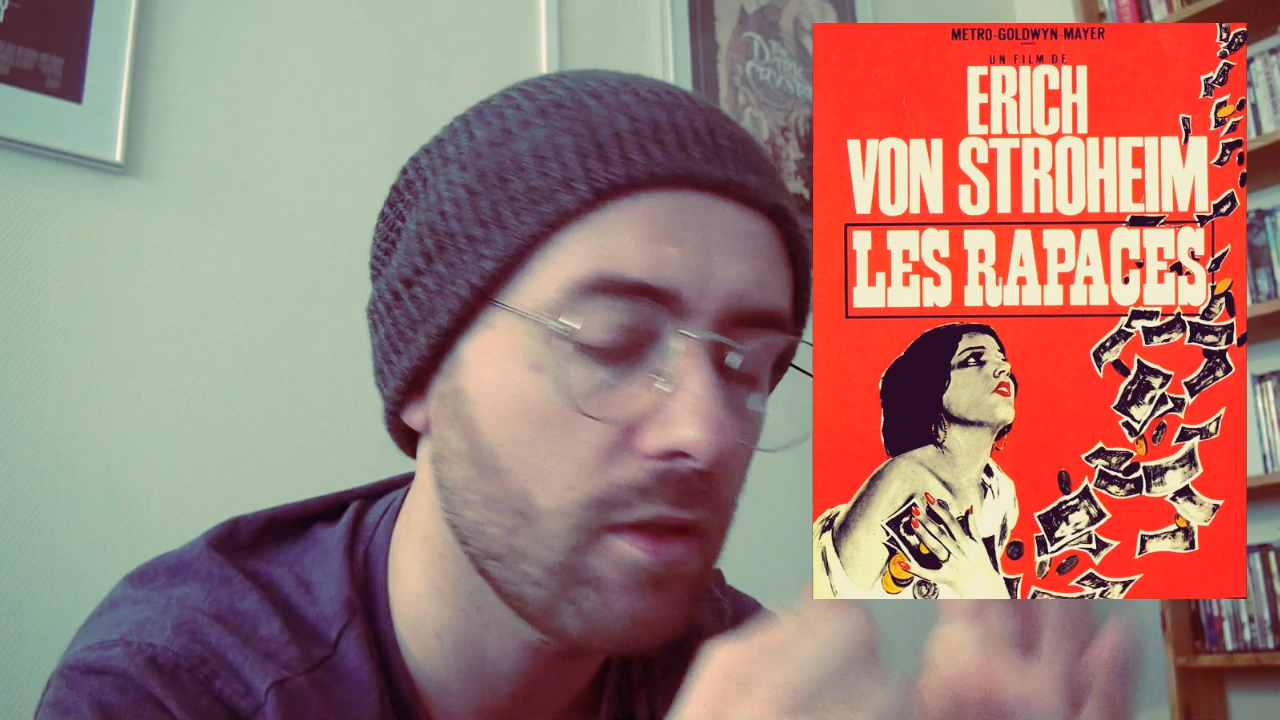 METRO-GOLDWYN-MAYER
UN FILM DE
ERICH
VON STROHEIM
LES RAPACES